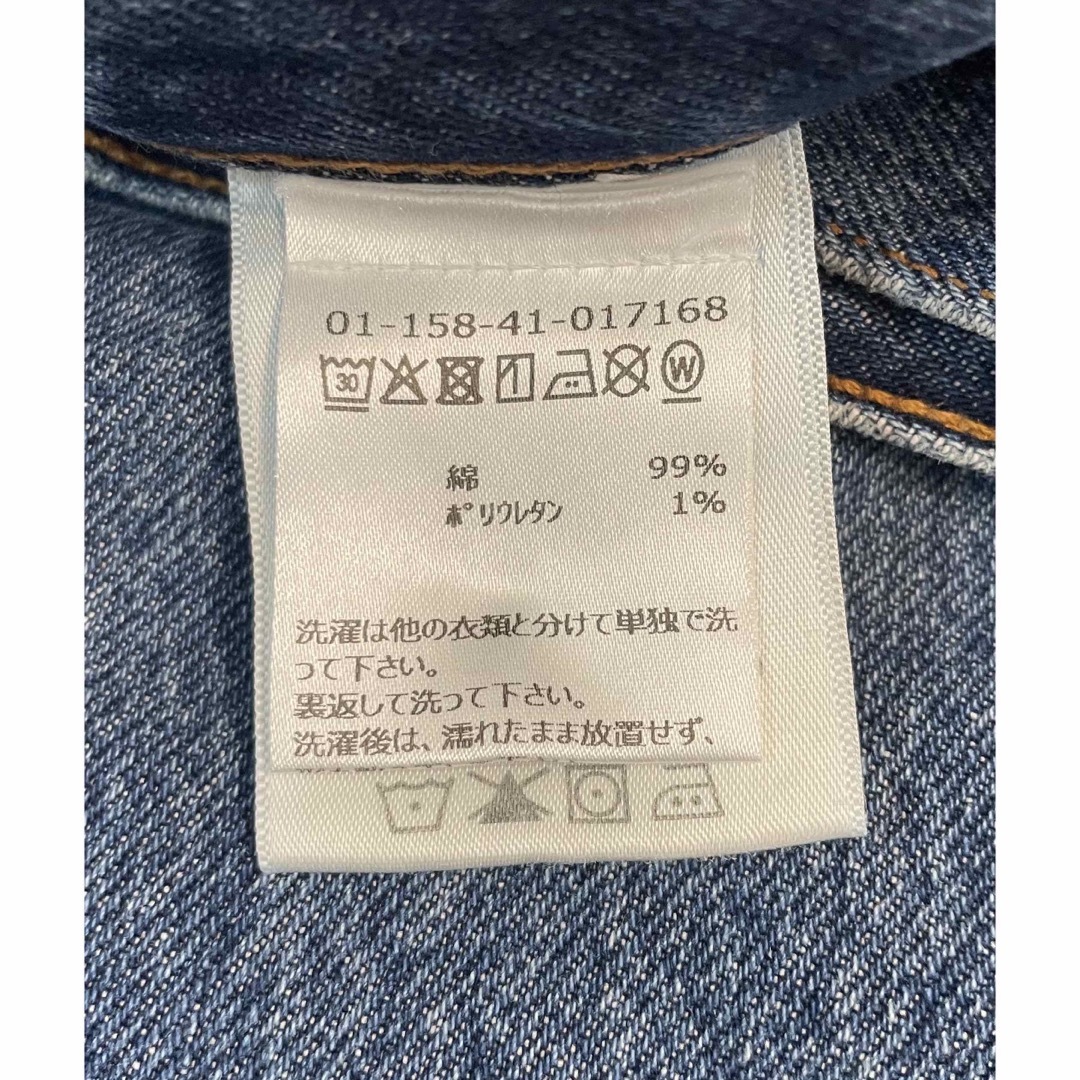 01-158-41-017168
30 W
綿 99%
ポリウレタン 1%
洗濯は他の衣類と分けて単独で洗
って下さい。
裏返して洗って下さい。
洗濯後は、濡れたまま放置せず、